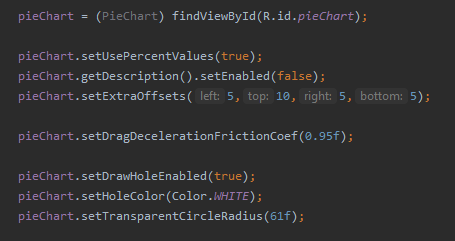 pieChart = (PieChart) findViewById(R.id.pieChart);
pieChart.setUsePercentValues(true);
pieChart.getDescription().setEnabled(false);
pieChart.setExtraOffsets( left: 5, top: 10, right: 5, bottom: 5);
pieChart.setDragDecelerationFrictionCoef(0.95f);
pieChart.setDrawHoleEnabled(true);
pieChart.setHoleColor(Color.WHITE);
pieChart.setTransparentCircleRadius(61f);